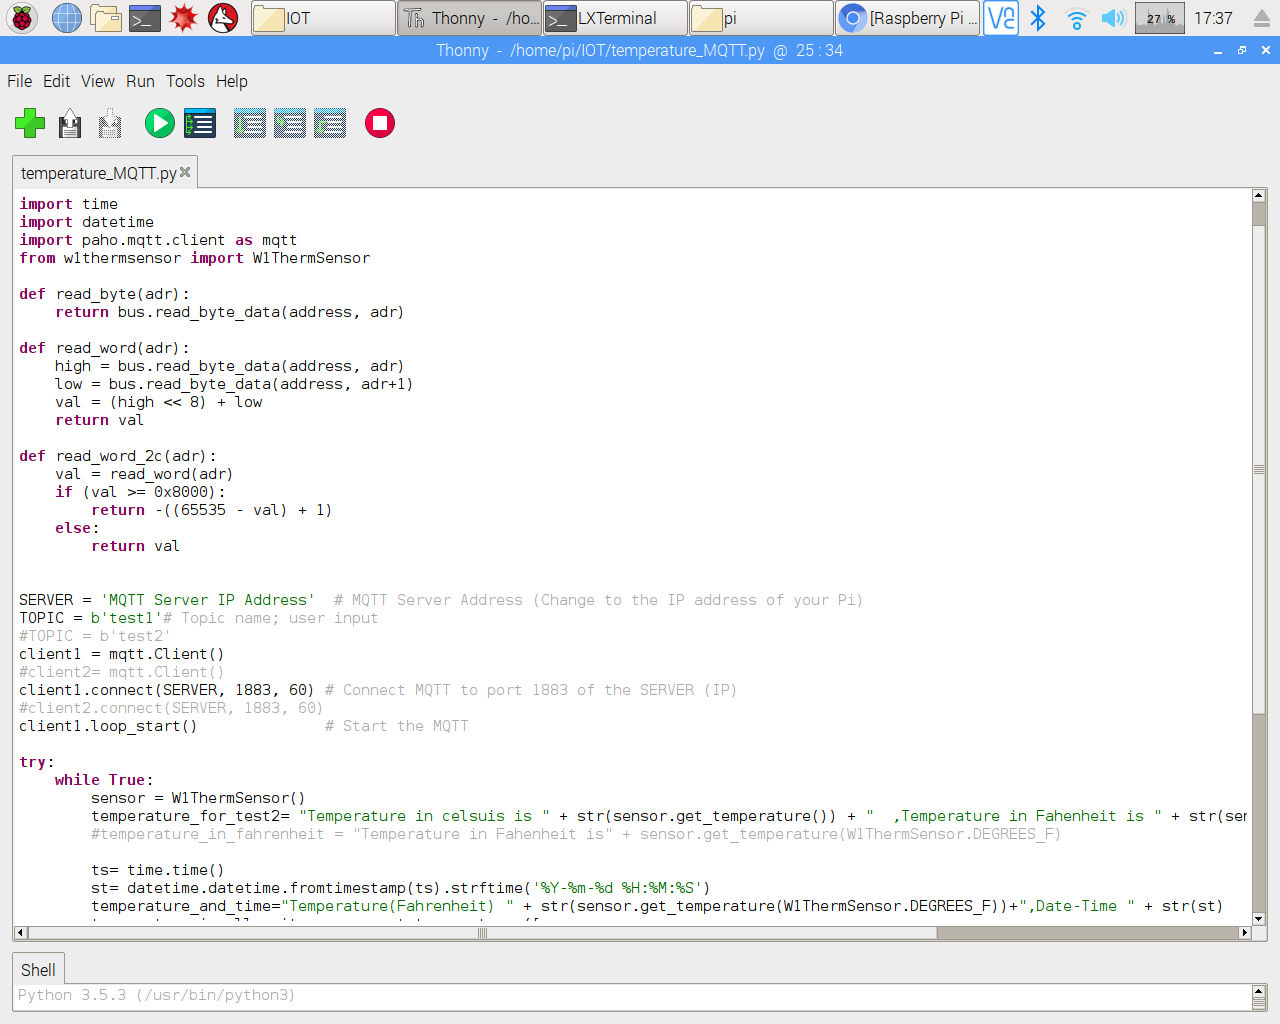 IOT
Thonny - /ho...
LXTerminal
pi
[Raspberry Pi ...
V2
27 %
17:37
Thonny - /home/pi/IOT/temperature_MQTT.py @ 25 : 34
File Edit View Run Tools Help
temperature_MQTT.py
import time
import datetime
import paho.mqtt.client as mqtt
from w1thermsensor import W1ThermSensor
def read_byte(adr):
    return bus.read_byte_data(address, adr)
def read_word(adr):
    high = bus.read_byte_data(address, adr)
    low = bus.read_byte_data(address, adr+1)
    val = (high << 8) + low
    return val
def read_word_2c(adr):
    val = read_word(adr)
    if (val >= 0x8000):
        return -((65535 - val) + 1)
    else:
        return val
SERVER = 'MQTT Server IP Address'  # MQTT Server Address (Change to the IP address of your Pi)
TOPIC = b'test1'# Topic name; user input
#TOPIC = b'test2'
client1 = mqtt.Client()
#client2= mqtt.Client()
client1.connect(SERVER, 1883, 60) # Connect MQTT to port 1883 of the SERVER (IP)
#client2.connect(SERVER, 1883, 60)
client1.loop_start()              # Start the MQTT
try:
    while True:
        sensor = W1ThermSensor()
        temperature_for_test2= "Temperature in celsuis is " + str(sensor.get_temperature()) + "  ,Temperature in Fahenheit is " + str(sen
        #temperature_in_fahrenheit = "Temperature in Fahenheit is" + sensor.get_temperature(W1ThermSensor.DEGREES_F)
        ts= time.time()
        st= datetime.datetime.fromtimestamp(ts).strftime('%Y-%m-%d %H:%M:%S')
        temperature_and_time="Temperature(Fahrenheit) " + str(sensor.get_temperature(W1ThermSensor.DEGREES_F))+",Date-Time " + str(st)
Shell
Python 3.5.3 (/usr/bin/python3)